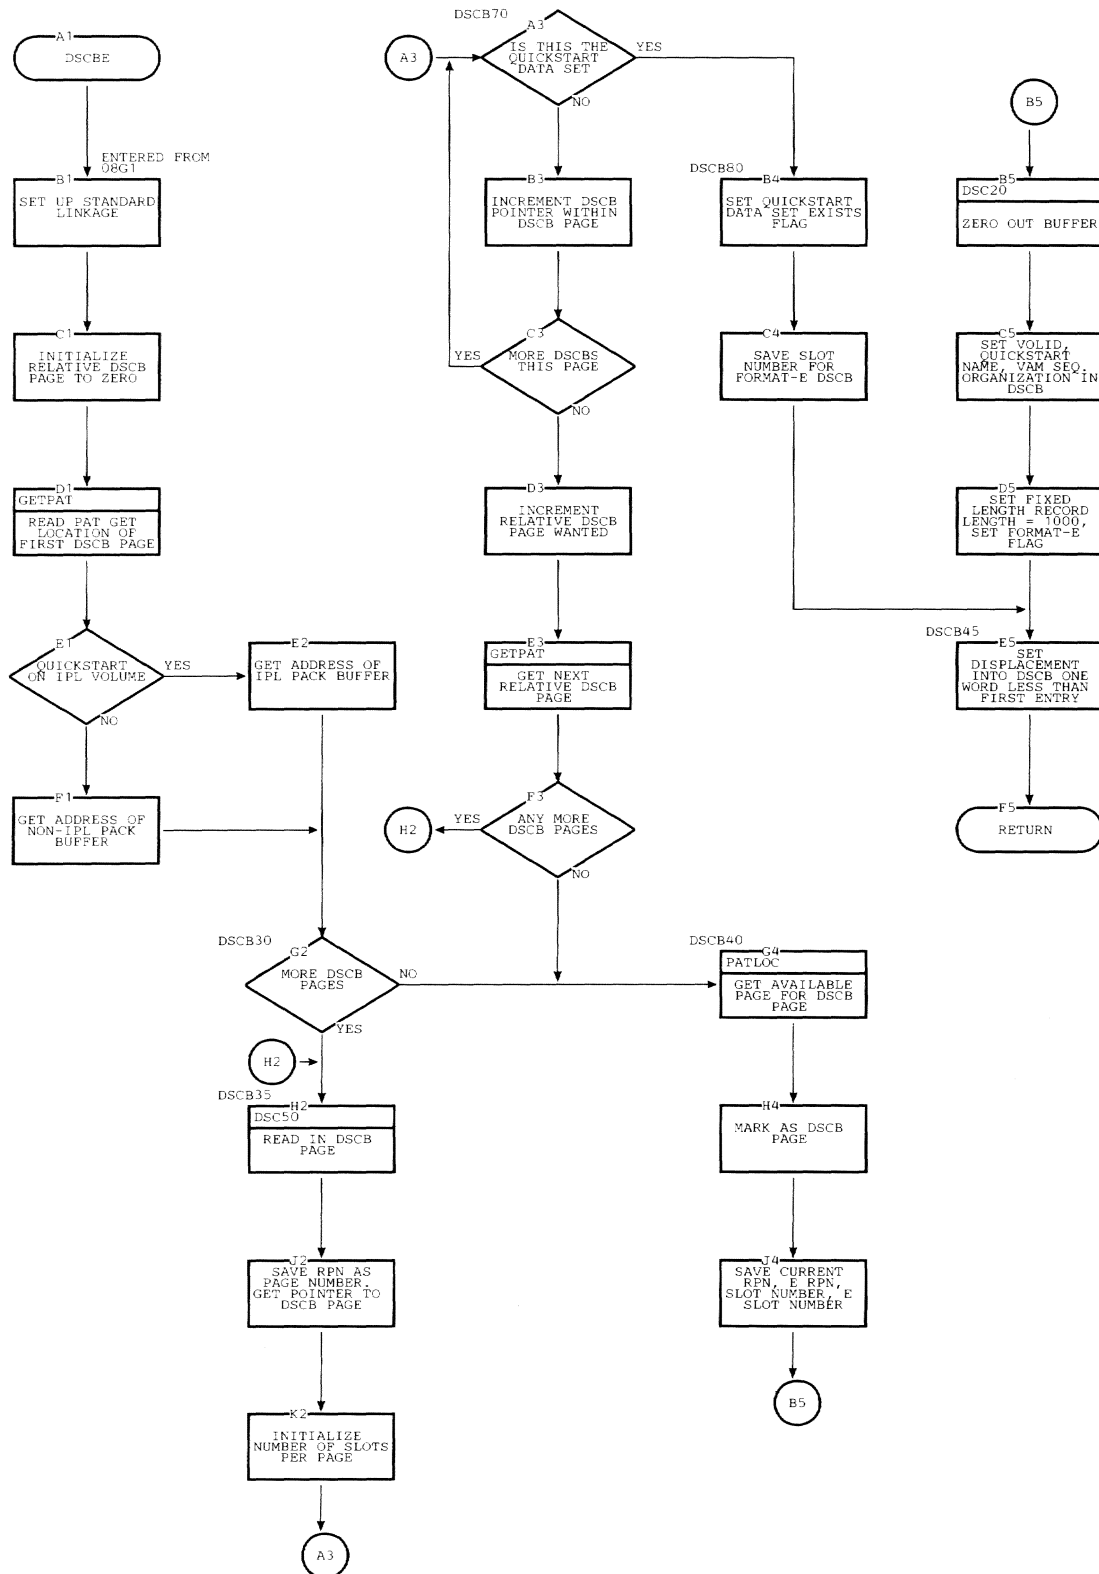 A1
DSCBE
ENTERED FROM
08G1
B1
SET UP STANDARD
LINKAGE
C1
INITIALIZE
RELATIVE DSCB
PAGE TO ZERO
D1
GETPAT
READ PAT GET
LOCATION OF
FIRST DSCB PAGE
E1
QUICKSTART
ON IPL VOLUME
YES
NO
F1
GET ADDRESS OF
NON-IPL PACK
BUFFER
E2
GET ADDRESS OF
IPL PACK BUFFER
DSCB30
G2
MORE DSCB
PAGES
NO
YES
H2
DSCB35
H2
DSC50
READ IN DSCB
PAGE
J2
SAVE RPN AS
PAGE NUMBER.
GET POINTER TO
DSCB PAGE
K2
INITIALIZE
NUMBER OF SLOTS
PER PAGE
A3
DSCB70
A3
A3
IS THIS THE
QUICKSTART
DATA SET
YES
NO
B3
INCREMENT DSCB
POINTER WITHIN
DSCB PAGE
C3
YES
MORE DSCBS
THIS PAGE
NO
D3
INCREMENT
RELATIVE DSCB
PAGE WANTED
E3
GETPAT
GET NEXT
RELATIVE DSCB
PAGE
F3
H2
YES
ANY MORE
DSCB PAGES
NO
DSCB80
B4
SET QUICKSTART
DATA SET EXISTS
FLAG
C4
SAVE SLOT
NUMBER FOR
FORMAT-E DSCB
DSCB40
G4
PATLOC
GET AVAILABLE
PAGE FOR DSCB
PAGE
H4
MARK AS DSCB
PAGE
J4
SAVE CURRENT
RPN, E RPN,
SLOT NUMBER, E
SLOT NUMBER
B5
B5
B5
DSC20
ZERO OUT BUFFER
C5
SET VOLID,
QUICKSTART
NAME, VAM SEQ.
ORGANIZATION IN
DSCB
D5
SET FIXED
LENGTH RECORD
LENGTH = 1000,
SET FORMAT-E
FLAG
DSCB45
E5
SET
DISPLACEMENT
INTO DSCB ONE
WORD LESS THAN
FIRST ENTRY
F5
RETURN